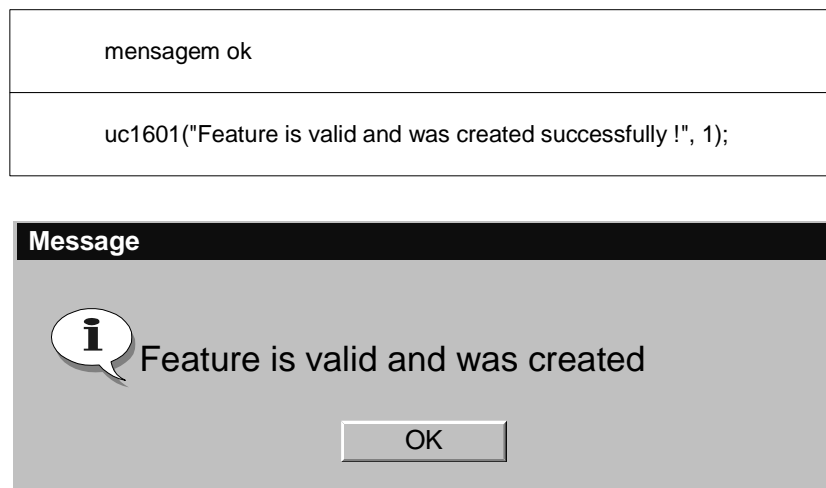 mensagem ok
uc1601("Feature is valid and was created successfully !", 1);
Message
i
Feature is valid and was created
OK